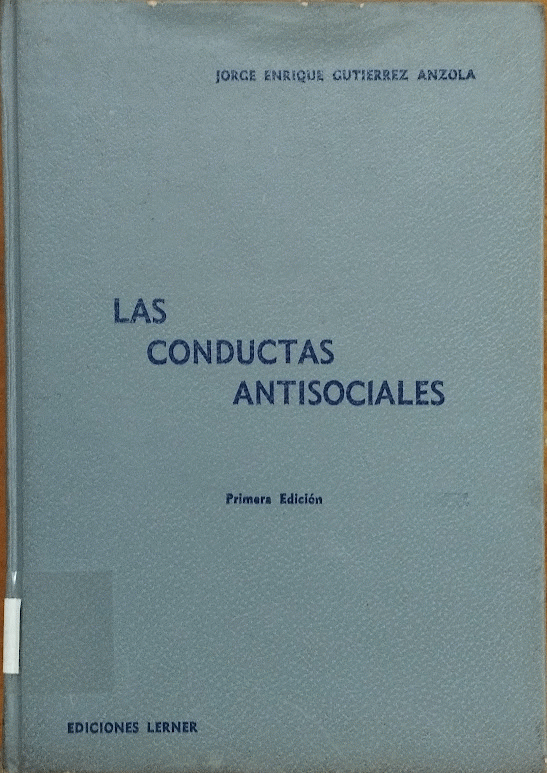 JORGE ENRIQUE GUTIERREZ ANZOLA
LAS
CONDUCTAS
ANTISOCIALES
Primera Edición
EDICIONES LERNER